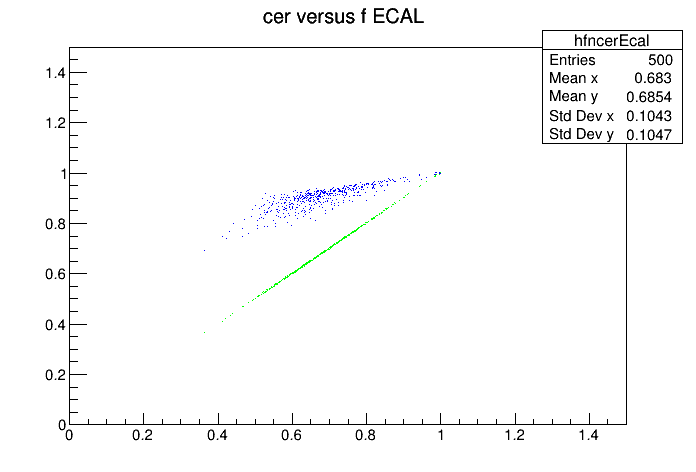 cer versus f ECAL
hfncerEcal
Entries 500
Mean x 0.683
Mean y 0.6854
Std Dev x 0.1043
Std Dev y 0.1047
1.4
1.2
1
0.8
0.6
0.4
0.2
0
0 0.2 0.4 0.6 0.8 1 1.2 1.4